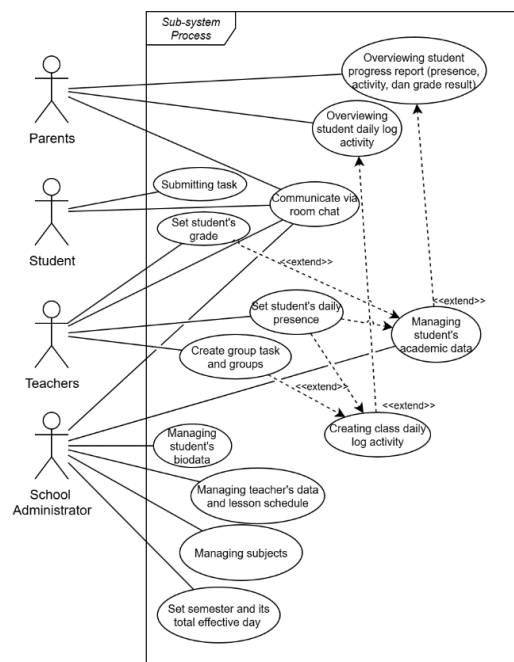 Sub-system
Process
Overviewing student
progress report (presence,
activity, dan grade result)
Parents
Overviewing
student daily log
activity
Submitting task
Communicate via
room chat
Student
Set student's
grade
<<extend>>
<<extend>>
Set student's daily
presence
Managing
student's
academic data
Teachers
Create group task
and groups
<<extend>>
<<extend>>
Creating class daily
log activity
Managing
student's
biodata
School
Administrator
Managing teacher's data
and lesson schedule
Managing subjects
Set semester and its
total effective day